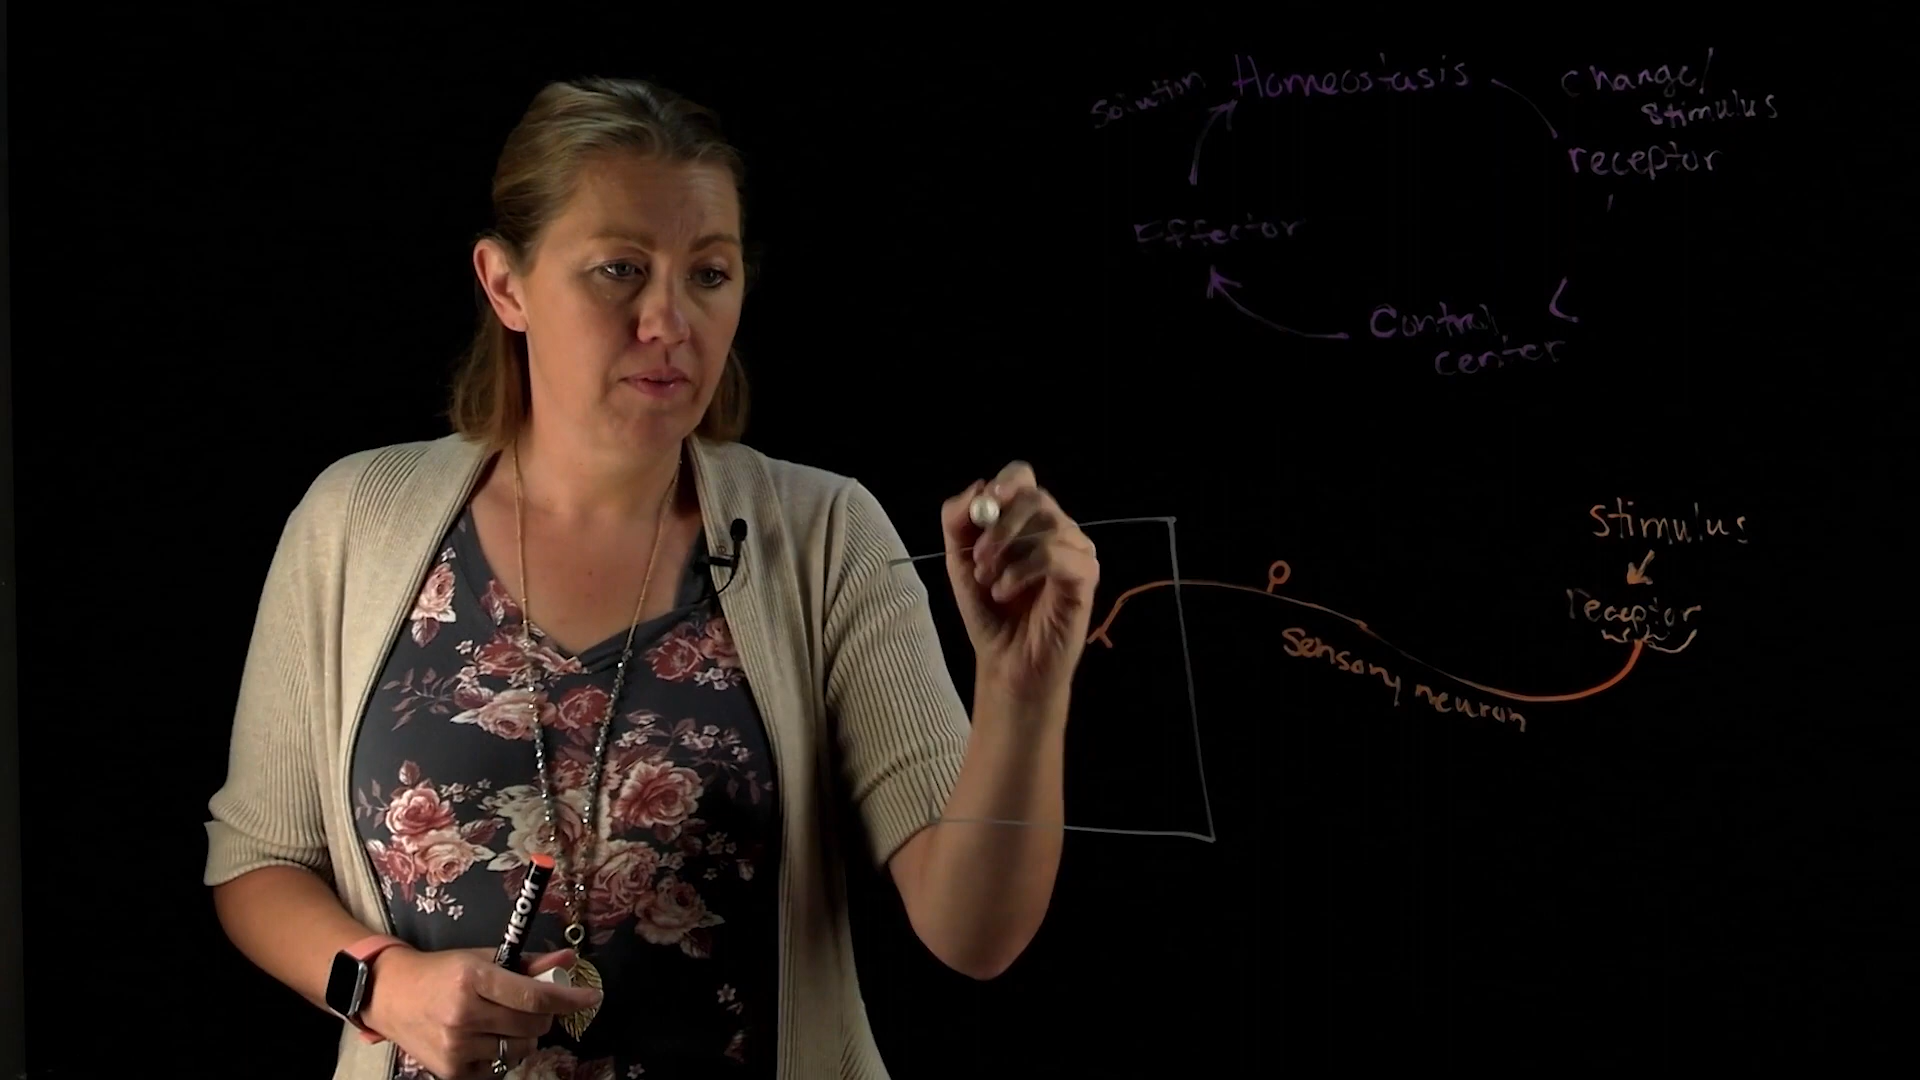 solution Homeostasis
change/
stimulus
receptor
Effector
Control
center
Stimulus
receptor
Sensory neuron
NEON